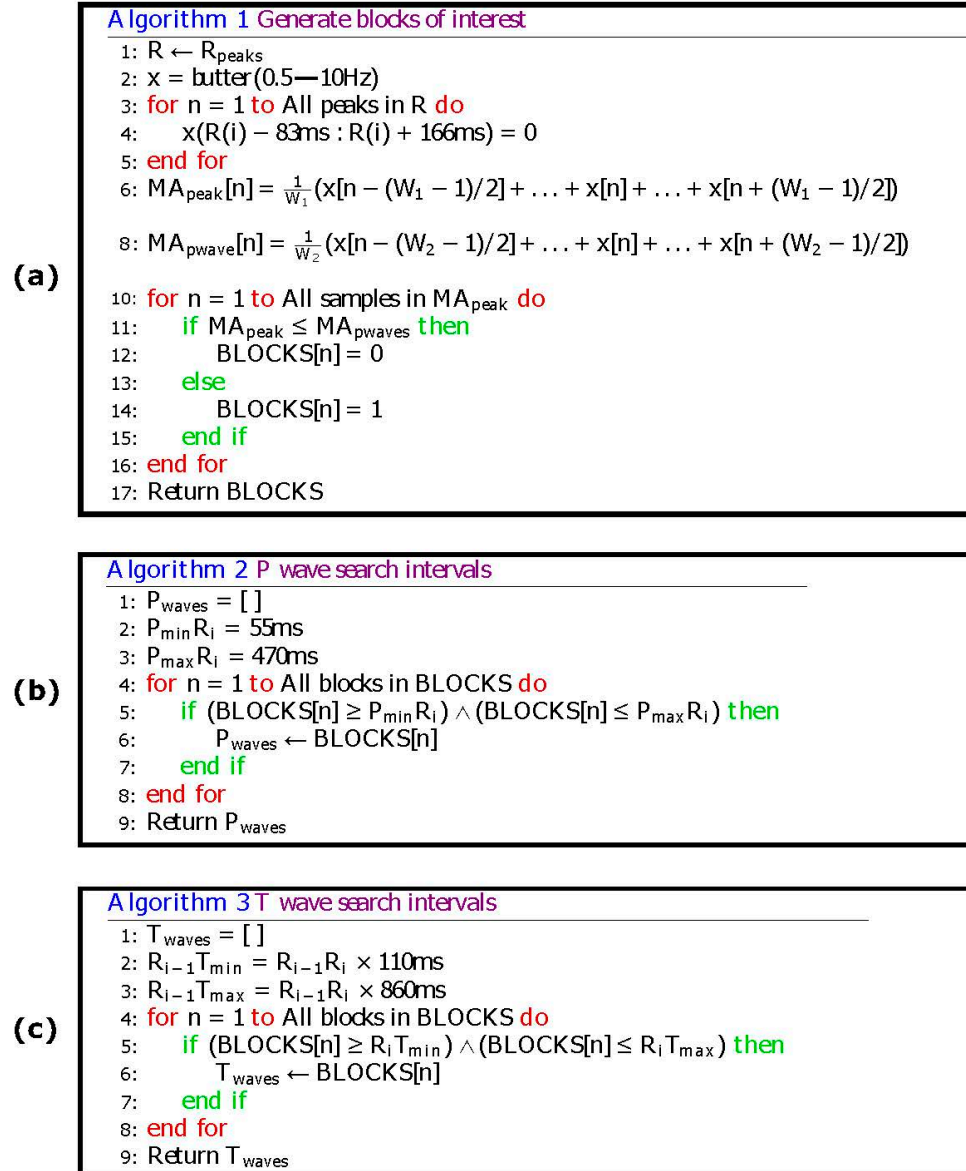 (a)
Algorithm 1 Generate blocks of interest
1: R ← R_peaks
2: x = butter(0.5—10Hz)
3: for n = 1 to All peaks in R do
4: x(R(i) − 83ms : R(i) + 166ms) = 0
5: end for
6: MA_peak[n] = 1/W_1 (x[n − (W_1 − 1)/2] + … + x[n] + … + x[n + (W_1 − 1)/2])
8: MA_pwave[n] = 1/W_2 (x[n − (W_2 − 1)/2] + … + x[n] + … + x[n + (W_2 − 1)/2])
10: for n = 1 to All samples in MA_peak do
11: if MA_peak ≤ MA_pwaves then
12: BLOCKS[n] = 0
13: else
14: BLOCKS[n] = 1
15: end if
16: end for
17: Return BLOCKS
(b)
Algorithm 2 P wave search intervals
1: P_waves = [ ]
2: P_min R_i = 55ms
3: P_max R_i = 470ms
4: for n = 1 to All blocks in BLOCKS do
5: if (BLOCKS[n] ≥ P_min R_i) ∧ (BLOCKS[n] ≤ P_max R_i) then
6: P_waves ← BLOCKS[n]
7: end if
8: end for
9: Return P_waves
(c)
Algorithm 3 T wave search intervals
1: T_waves = [ ]
2: R_i−1 T_min = R_i−1 R_i × 110ms
3: R_i−1 T_max = R_i−1 R_i × 860ms
4: for n = 1 to All blocks in BLOCKS do
5: if (BLOCKS[n] ≥ R_i T_min) ∧ (BLOCKS[n] ≤ R_i T_max) then
6: T_waves ← BLOCKS[n]
7: end if
8: end for
9: Return T_waves